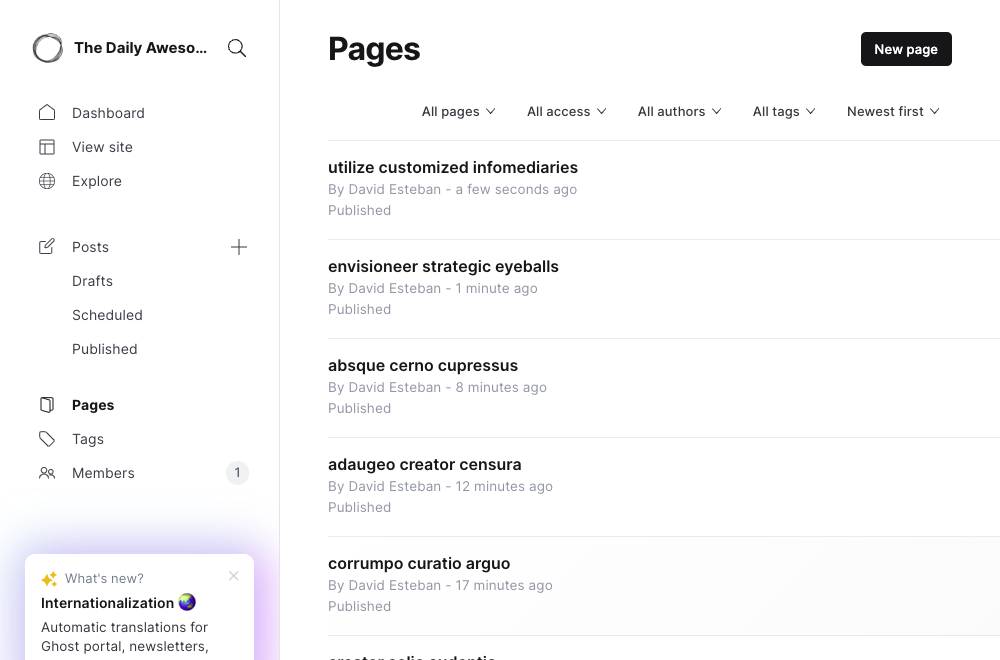 The Daily Aweso...
Dashboard
View site
Explore
Posts
Drafts
Scheduled
Published
Pages
Tags
Members 1
What's new?
Internationalization
Automatic translations for
Ghost portal, newsletters,
Pages
New page
All pages
All access
All authors
All tags
Newest first
utilize customized infomediaries
By David Esteban - a few seconds ago
Published
envisioneer strategic eyeballs
By David Esteban - 1 minute ago
Published
absque cerno cupressus
By David Esteban - 8 minutes ago
Published
adaugeo creator censura
By David Esteban - 12 minutes ago
Published
corrumpo curatio arguo
By David Esteban - 17 minutes ago
Published